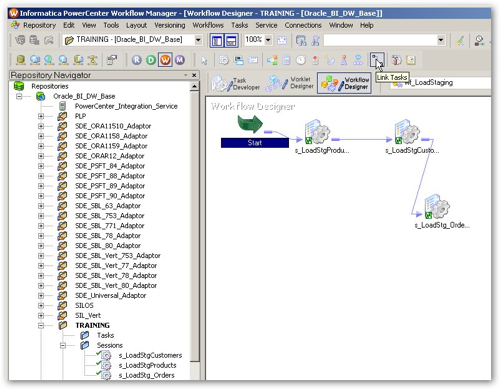 Informatica PowerCenter Workflow Manager - [Workflow Designer - TRAINING - [Oracle_BI_DW_Base]]
Repository Edit View Tools Layout Versioning Workflows Tasks Service Connections Window Help
TRAINING - [Oracle_BI_DW_Base]
100%
R D W M
Link Tasks
Repository Navigator
Task Developer
Worklet Designer
Workflow Designer
Repositories
Oracle_BI_DW_Base
PowerCenter_Integration_Service
PLP
SDE_ORA11510_Adaptor
SDE_ORA1158_Adaptor
SDE_ORA1159_Adaptor
SDE_ORAR12_Adaptor
SDE_PSFT_84_Adaptor
SDE_PSFT_88_Adaptor
SDE_PSFT_89_Adaptor
SDE_PSFT_90_Adaptor
SDE_SBL_63_Adaptor
SDE_SBL_753_Adaptor
SDE_SBL_771_Adaptor
SDE_SBL_78_Adaptor
SDE_SBL_80_Adaptor
SDE_SBL_Vert_753_Adaptor
SDE_SBL_Vert_77_Adaptor
SDE_SBL_Vert_78_Adaptor
SDE_SBL_Vert_80_Adaptor
SDE_Universal_Adaptor
SILOS
SIL_Vert
TRAINING
Tasks
Sessions
s_LoadStgCustomers
s_LoadStgProducts
s_LoadStg_Orders
Workflow Designer
Start
s_LoadStgProdu...
s_LoadStgCusto...
s_LoadStg_Orde...